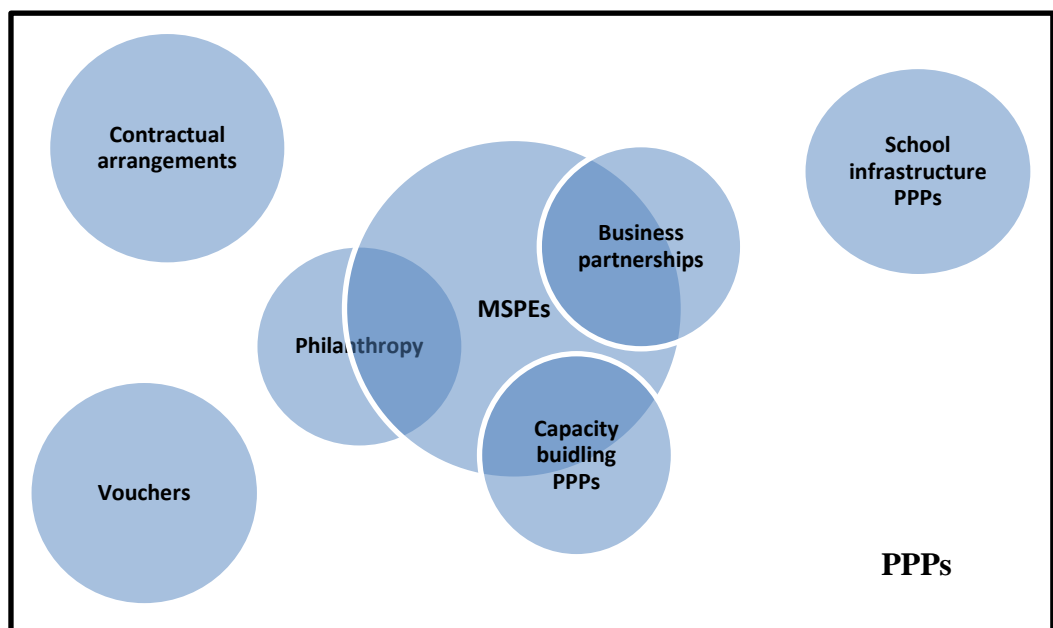 Contractual
arrangements
School
infrastructure
PPPs
Business
partnerships
MSPEs
Philanthropy
Capacity
buidling
PPPs
Vouchers
PPPs